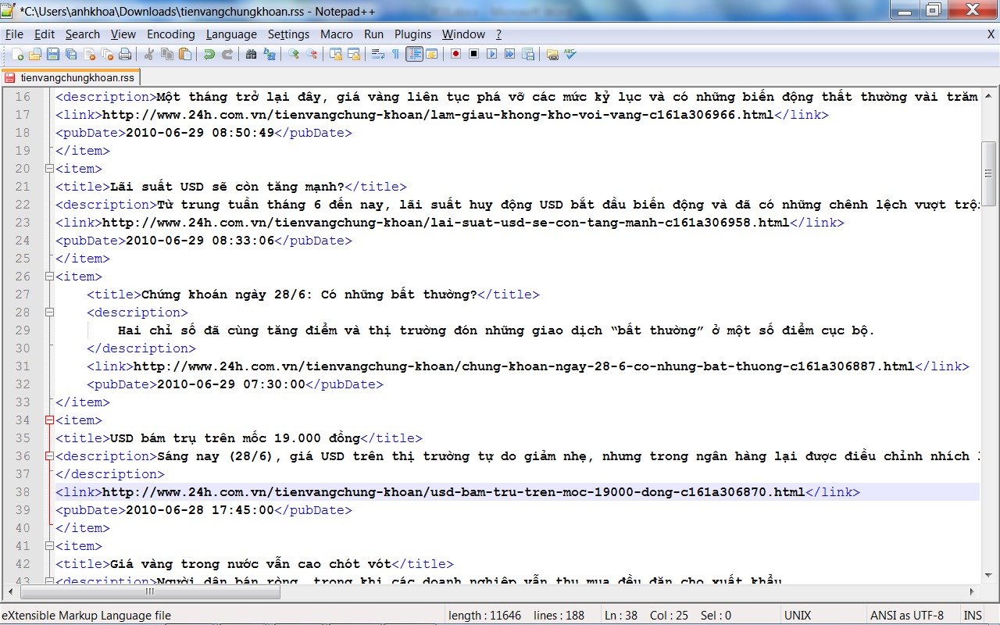 *C:\Users\anhkhoa\Downloads\tienvangchungkhoan.rss - Notepad++
File Edit Search View Encoding Language Settings Macro Run Plugins Window ? X
tienvangchungkhoan.rss
16 <description>Một tháng trở lại đây, giá vàng liên tục phá vỡ các mức kỷ lục và có những biến động thất thường vài trăm
17 <link>http://www.24h.com.vn/tienvangchung-khoan/lam-giau-khong-kho-voi-vang-c161a306966.html</link>
18 <pubDate>2010-06-29 08:50:49</pubDate>
19 </item>
20 <item>
21 <title>Lãi suất USD sẽ còn tăng mạnh?</title>
22 <description>Từ trung tuần tháng 6 đến nay, lãi suất huy động USD bắt đầu biến động và đã có những chênh lệch vượt trội
23 <link>http://www.24h.com.vn/tienvangchung-khoan/lai-suat-usd-se-con-tang-manh-c161a306958.html</link>
24 <pubDate>2010-06-29 08:33:06</pubDate>
25 </item>
26 <item>
27 <title>Chứng khoán ngày 28/6: Có những bất thường?</title>
28 <description>
29 Hai chỉ số đã cùng tăng điểm và thị trường đón những giao dịch “bất thường” ở một số điểm cục bộ.
30 </description>
31 <link>http://www.24h.com.vn/tienvangchung-khoan/chung-khoan-ngay-28-6-co-nhung-bat-thuong-c161a306887.html</link>
32 <pubDate>2010-06-29 07:30:00</pubDate>
33 </item>
34 <item>
35 <title>USD bám trụ trên mốc 19.000 đồng</title>
36 <description>Sáng nay (28/6), giá USD trên thị trường tự do giảm nhẹ, nhưng trong ngân hàng lại được điều chỉnh nhích
37 </description>
38 <link>http://www.24h.com.vn/tienvangchung-khoan/usd-bam-tru-tren-moc-19000-dong-c161a306870.html</link>
39 <pubDate>2010-06-28 17:45:00</pubDate>
40 </item>
41 <item>
42 <title>Giá vàng trong nước vẫn cao chót vót</title>
43 <description>Người dân bán ròng, trong khi các doanh nghiệp vẫn thu mua đều đặn cho xuất khẩu
eXtensible Markup Language file length : 11646 lines : 188 Ln : 38 Col : 25 Sel : 0 UNIX ANSI as UTF-8 INS